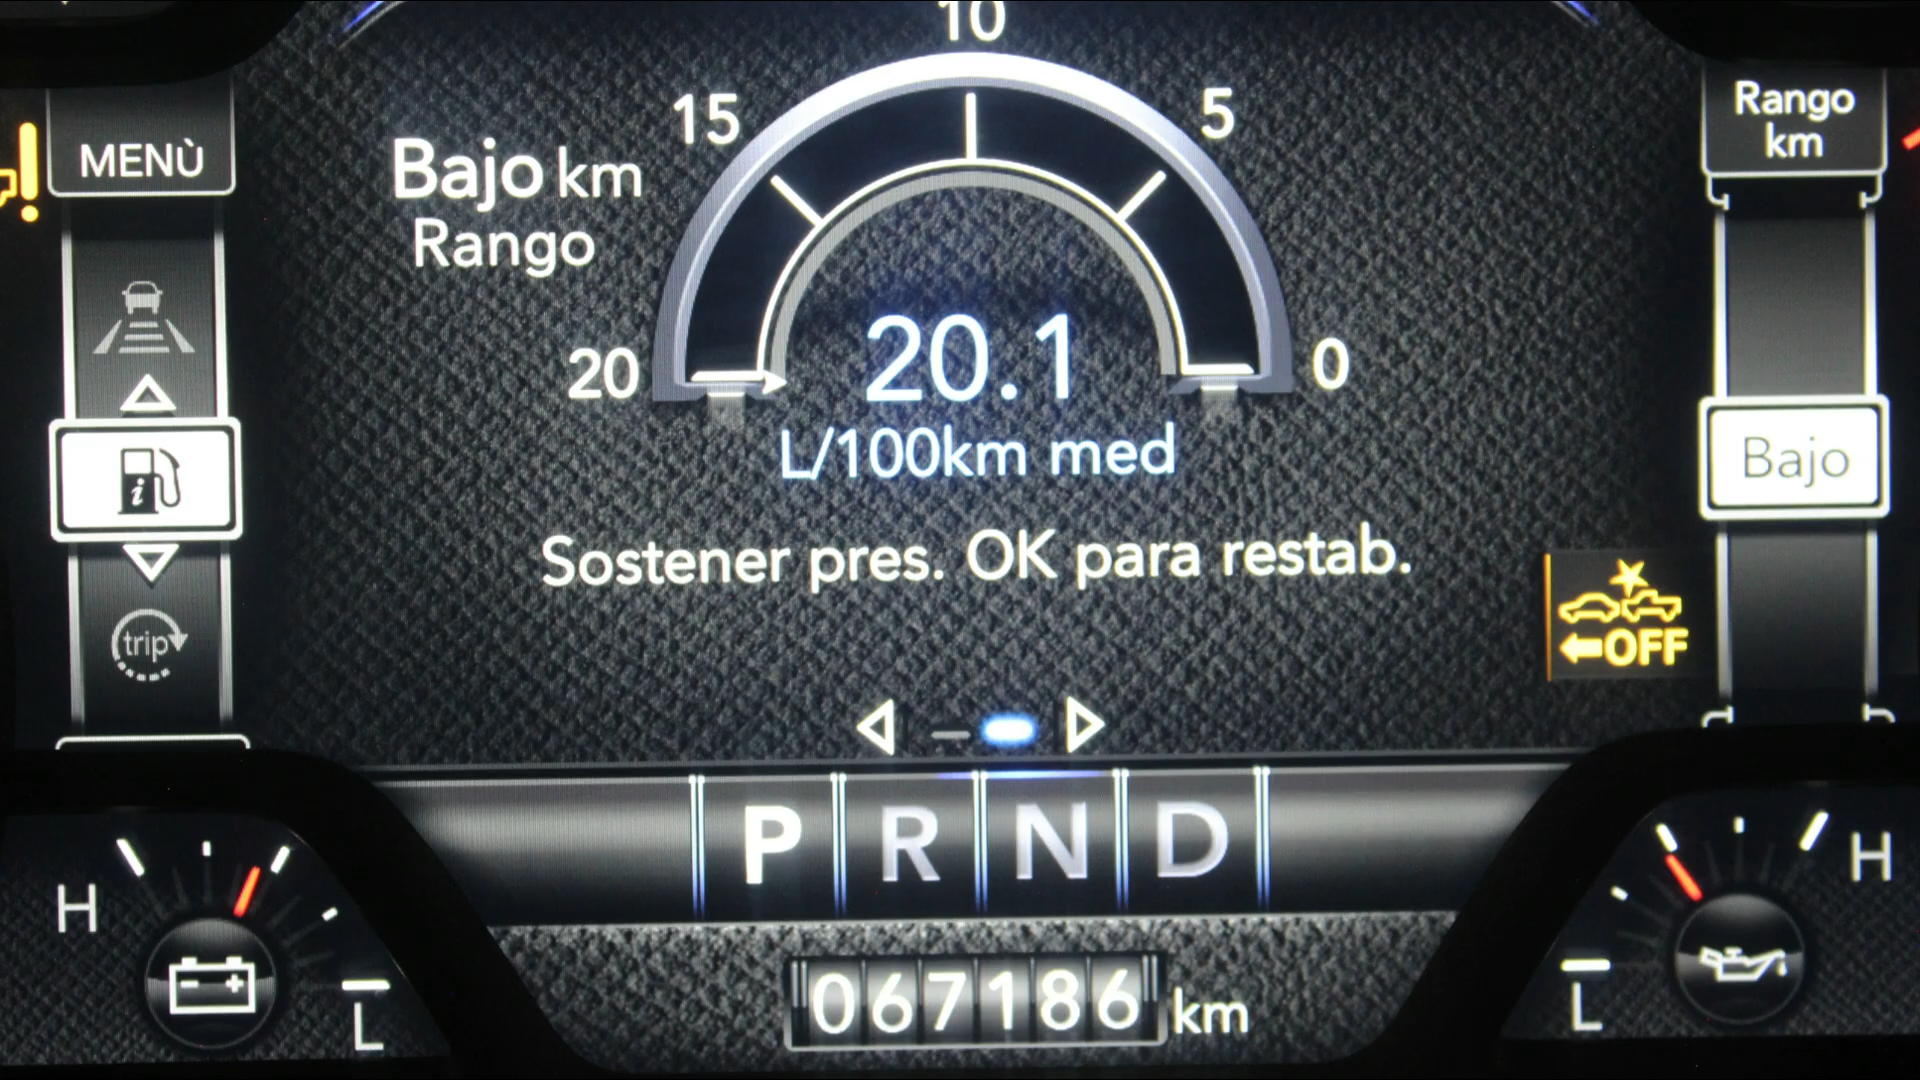 10
15
5
Rango
km
MENÙ
Bajo km
Rango
20
20.1
0
L/100km med
Bajo
i
Sostener pres. OK para restab.
OFF
trip
P R N D
H
H
067186 km
L
L